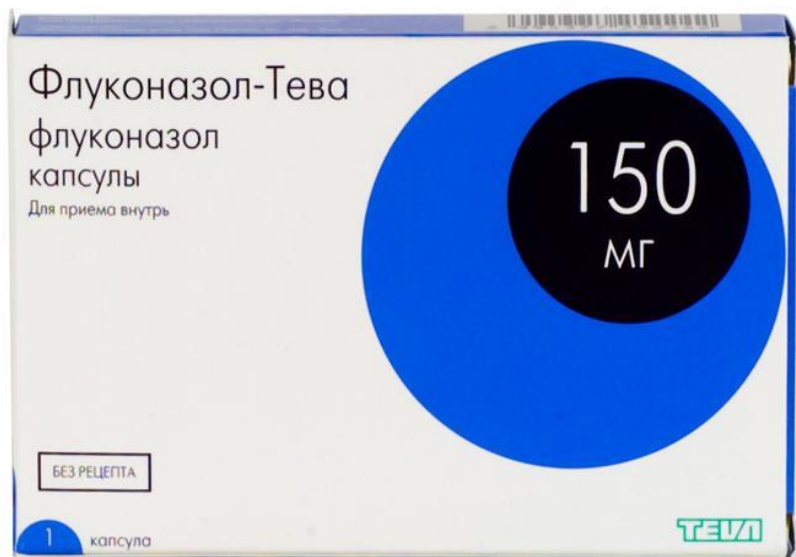 Флуконазол-Тева
флуконазол
капсулы
Для приема внутрь
150
мг
БЕЗ РЕЦЕПТА
1 капсула
TEVA